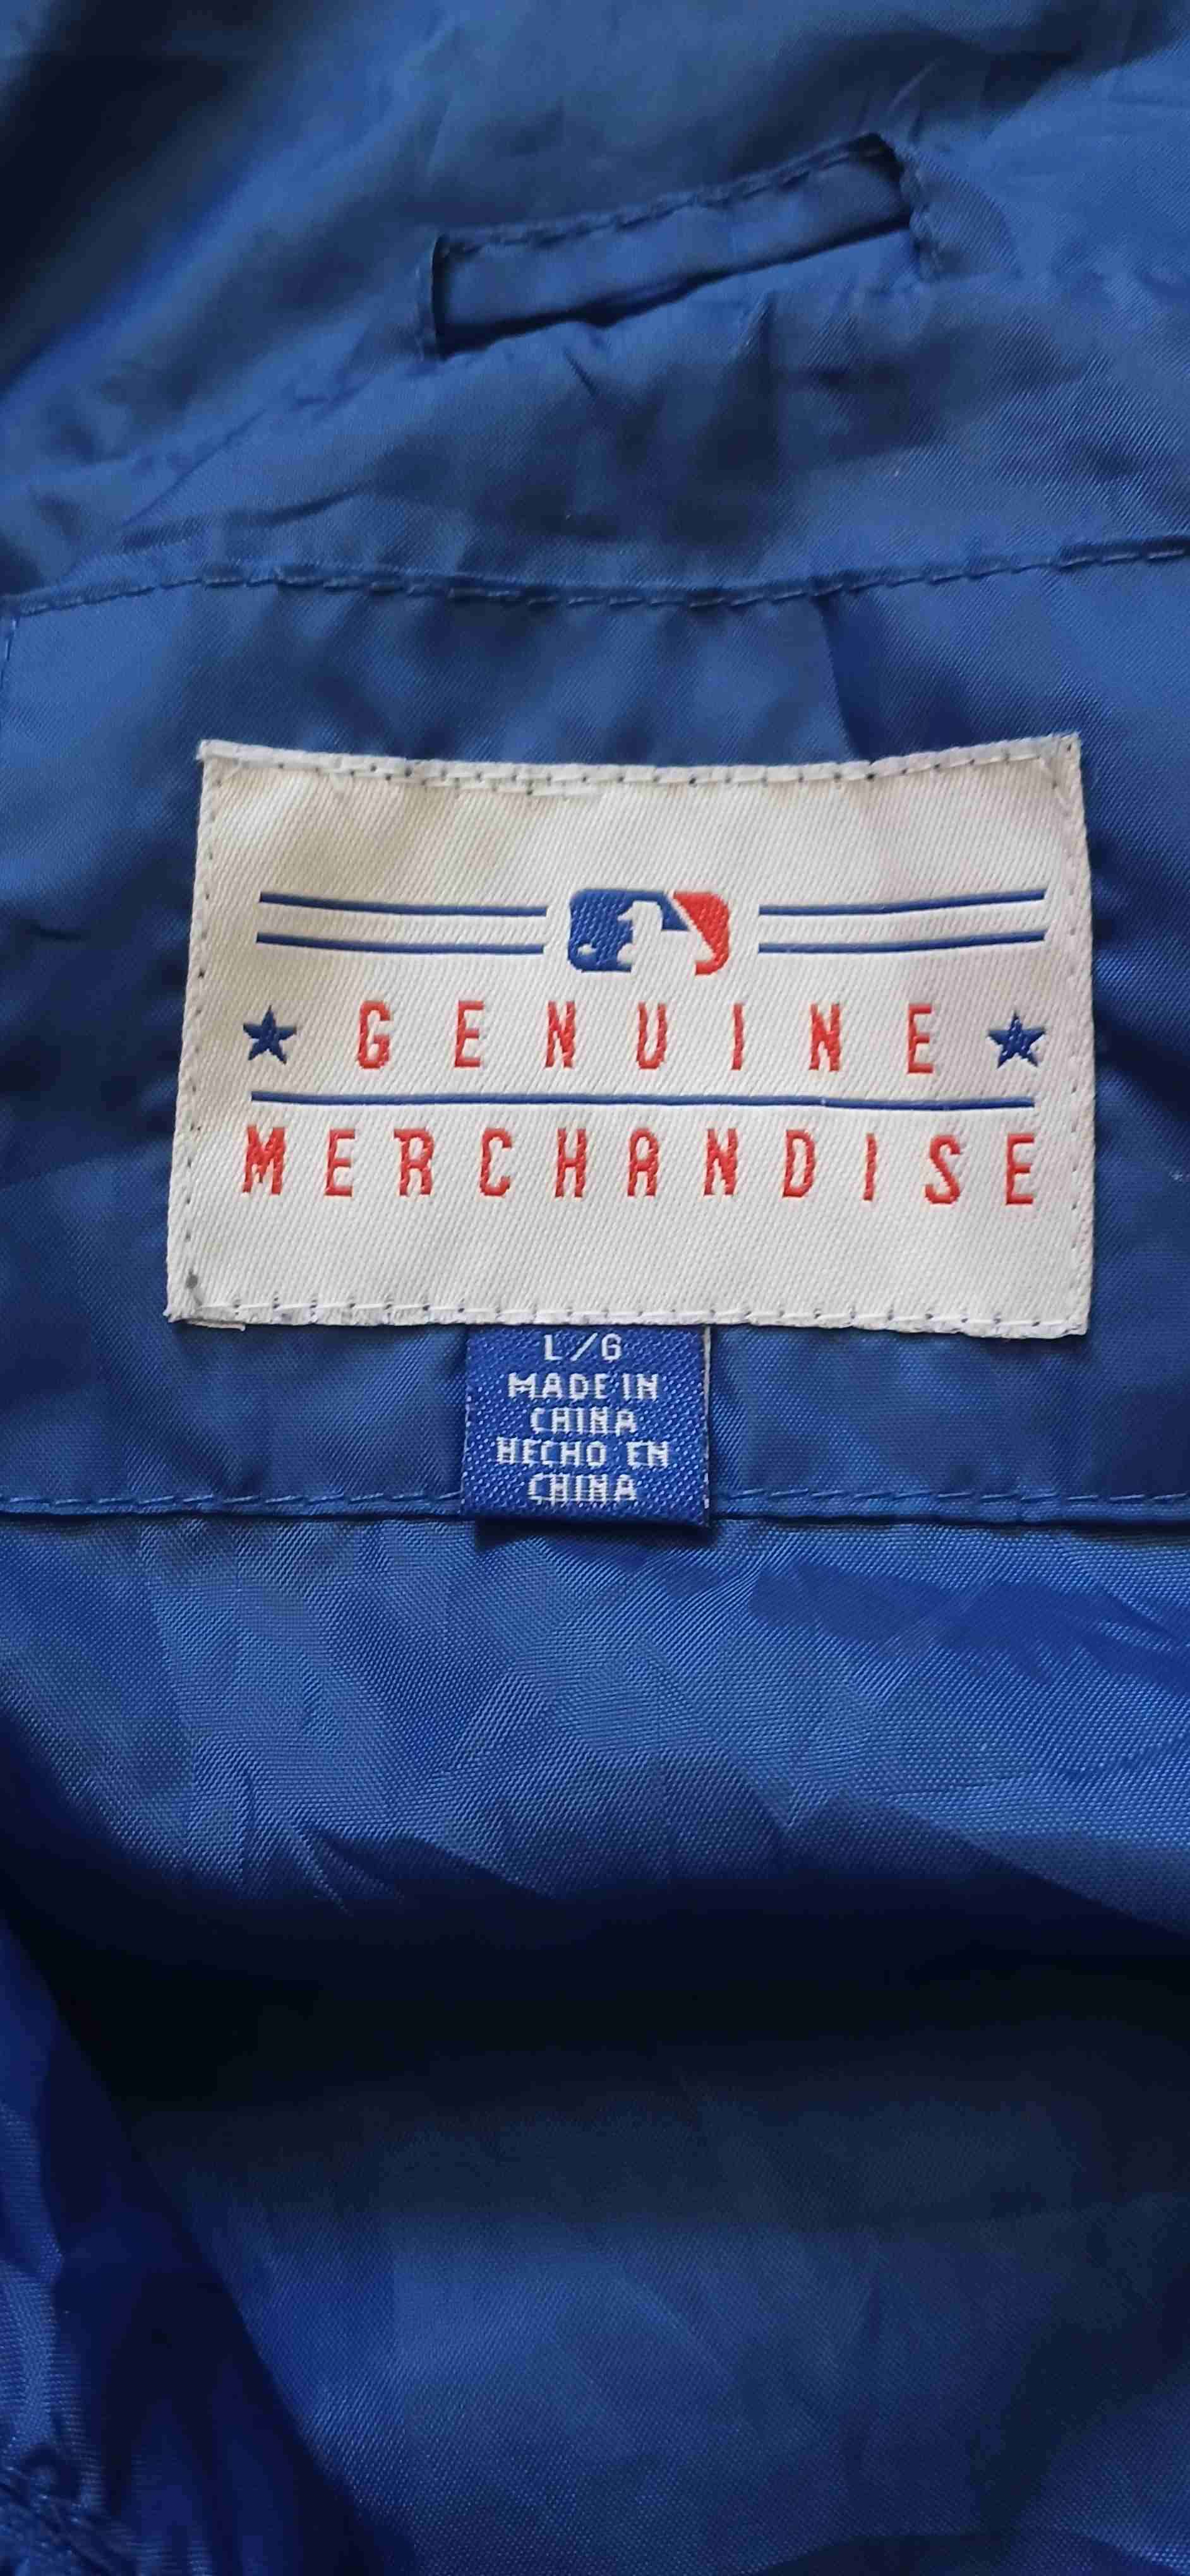 GENUINE
MERCHANDISE
L/G
MADE IN
CHINA
HECHO EN
CHINA